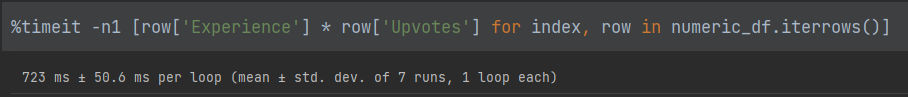 %timeit -n1 [row['Experience'] * row['Upvotes'] for index, row in numeric_df.iterrows()]
723 ms ± 50.6 ms per loop (mean ± std. dev. of 7 runs, 1 loop each)